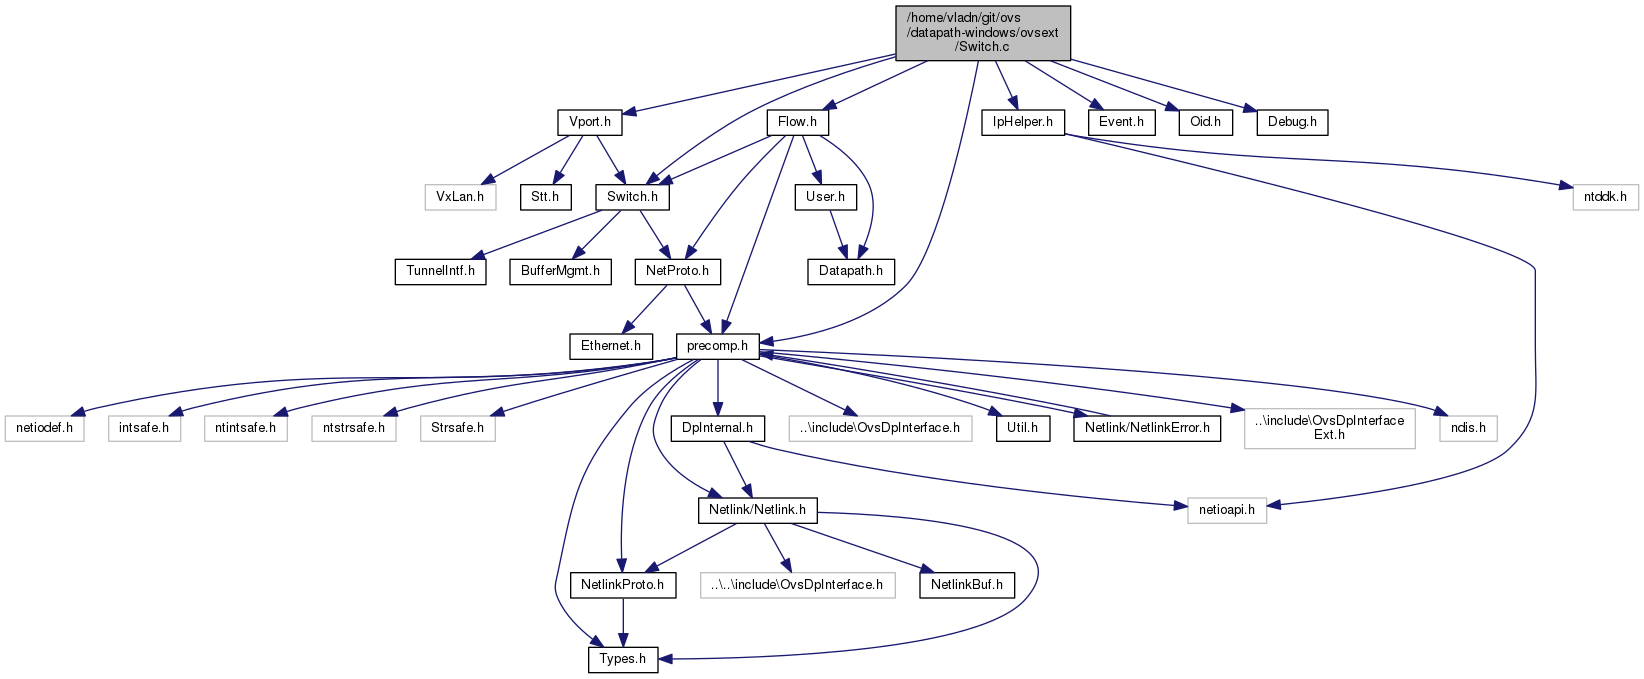 /home/vladn/git/ovs
/datapath-windows/ovsext
/Switch.c
Vport.h
Flow.h
IpHelper.h
Event.h
Oid.h
Debug.h
VxLan.h
Stt.h
Switch.h
User.h
ntddk.h
TunnelIntf.h
BufferMgmt.h
NetProto.h
Datapath.h
Ethernet.h
precomp.h
netiodef.h
intsafe.h
ntintsafe.h
ntstrsafe.h
Strsafe.h
DpInternal.h
..\include\OvsDpInterface.h
Util.h
Netlink/NetlinkError.h
..\include\OvsDpInterface
Ext.h
ndis.h
Netlink/Netlink.h
netioapi.h
NetlinkProto.h
..\..\include\OvsDpInterface.h
NetlinkBuf.h
Types.h